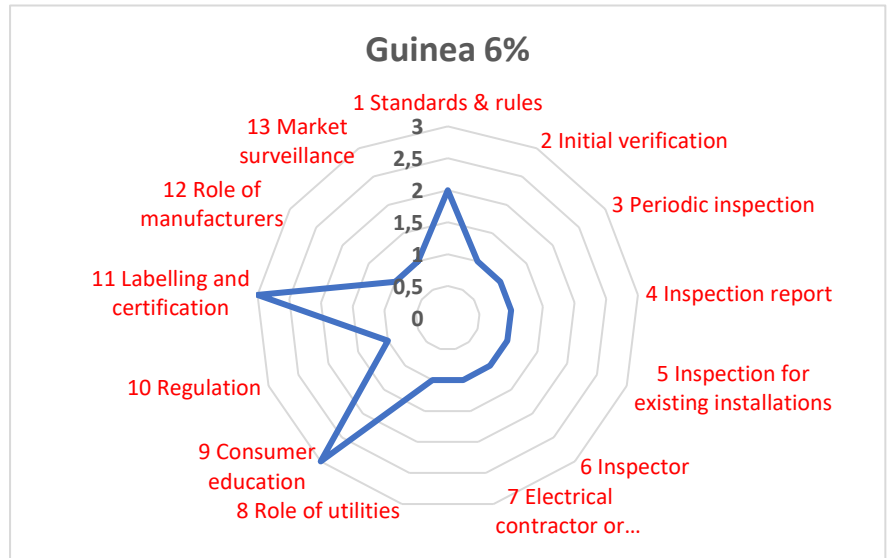 Guinea 6%
1 Standards & rules
2 Initial verification
3 Periodic inspection
4 Inspection report
5 Inspection for
existing installations
6 Inspector
7 Electrical
contractor or...
8 Role of utilities
9 Consumer
education
10 Regulation
11 Labelling and
certification
12 Role of
manufacturers
13 Market
surveillance
3
2,5
2
1,5
1
0,5
0